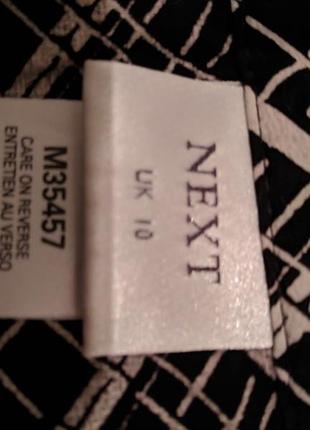 NEXT
UK 10
M35457
CARE ON REVERSE
ENTRETIEN AU VERSO